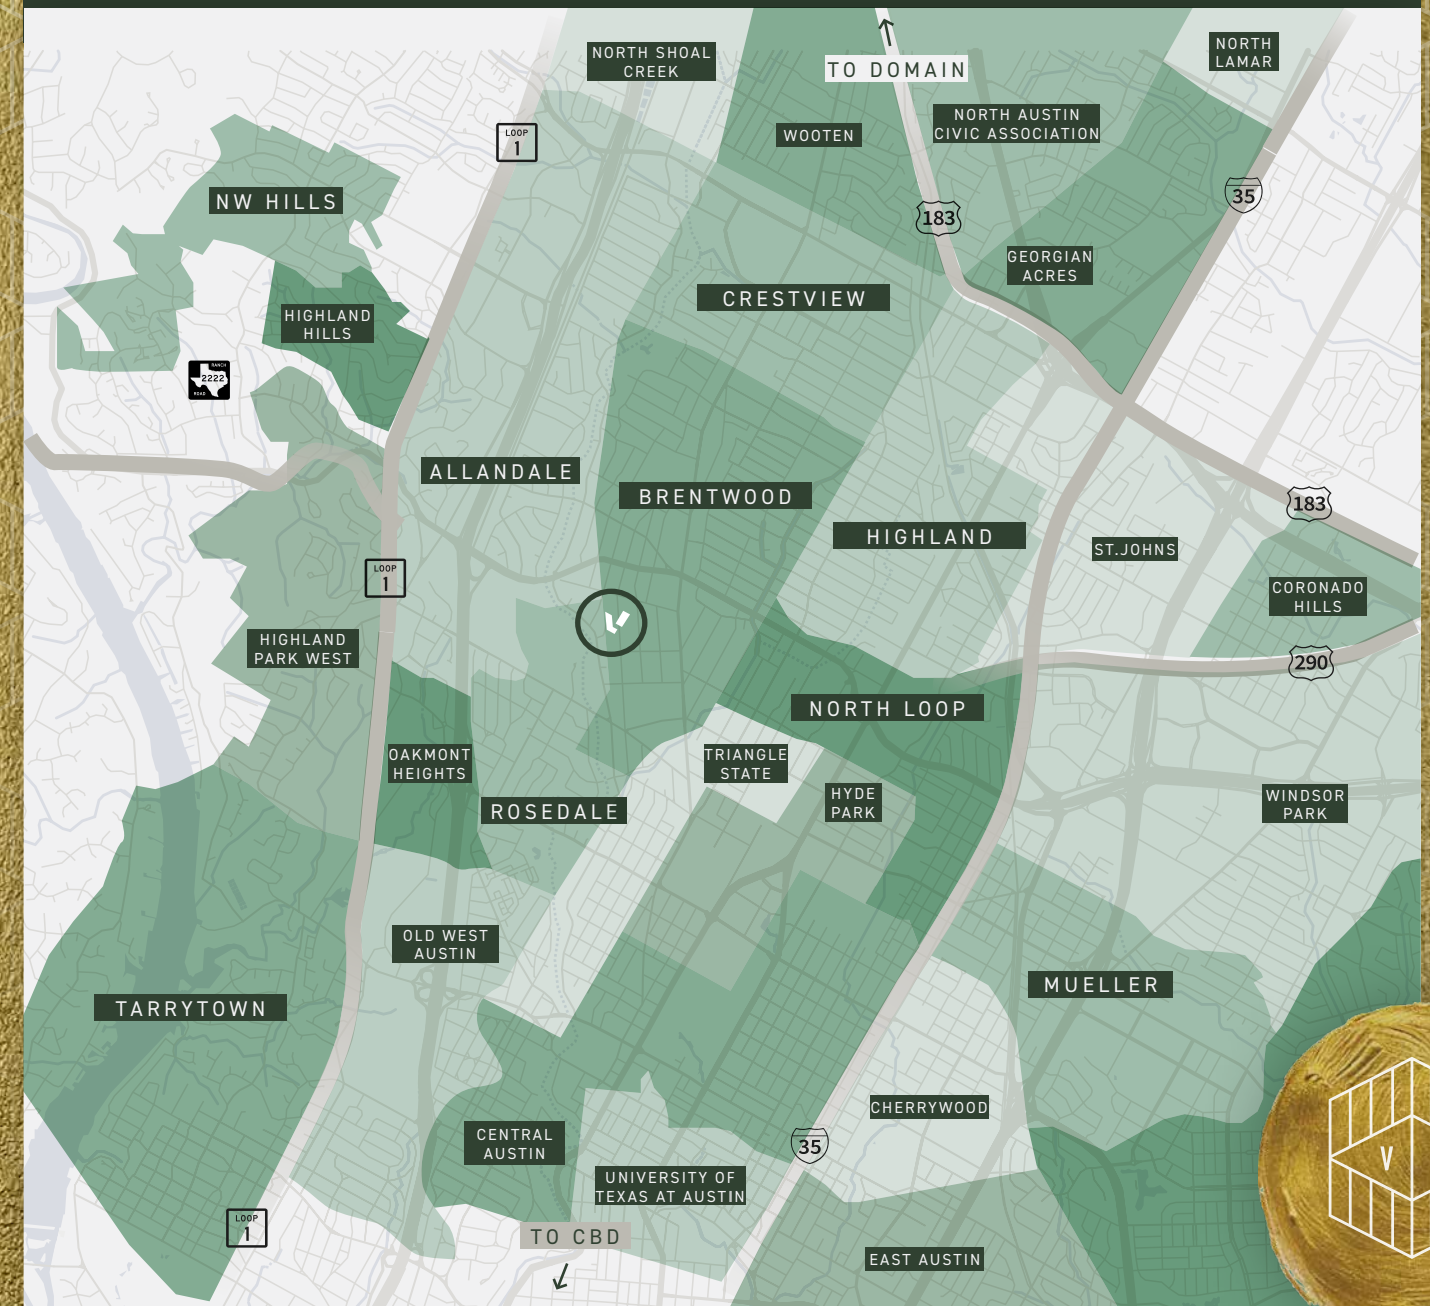 NORTH SHOAL
CREEK
TO DOMAIN
NORTH
LAMAR
WOOTEN
NORTH AUSTIN
CIVIC ASSOCIATION
LOOP
1
35
183
NW HILLS
GEORGIAN
ACRES
CRESTVIEW
HIGHLAND
HILLS
RANCH
2222
ROAD
ALLANDALE
BRENTWOOD
183
HIGHLAND
ST.JOHNS
LOOP
1
CORONADO
HILLS
HIGHLAND
PARK WEST
290
NORTH LOOP
OAKMONT
HEIGHTS
TRIANGLE
STATE
HYDE
PARK
WINDSOR
PARK
ROSEDALE
OLD WEST
AUSTIN
MUELLER
TARRYTOWN
CHERRYWOOD
CENTRAL
AUSTIN
35
V
UNIVERSITY OF
TEXAS AT AUSTIN
LOOP
1
TO CBD
EAST AUSTIN